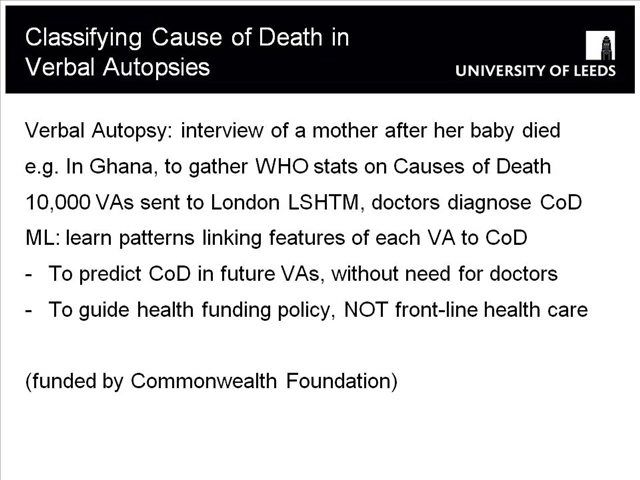 Classifying Cause of Death in
Verbal Autopsies
UNIVERSITY OF LEEDS
Verbal Autopsy: interview of a mother after her baby died
e.g. In Ghana, to gather WHO stats on Causes of Death
10,000 VAs sent to London LSHTM, doctors diagnose CoD
ML: learn patterns linking features of each VA to CoD
- To predict CoD in future VAs, without need for doctors
- To guide health funding policy, NOT front-line health care
(funded by Commonwealth Foundation)